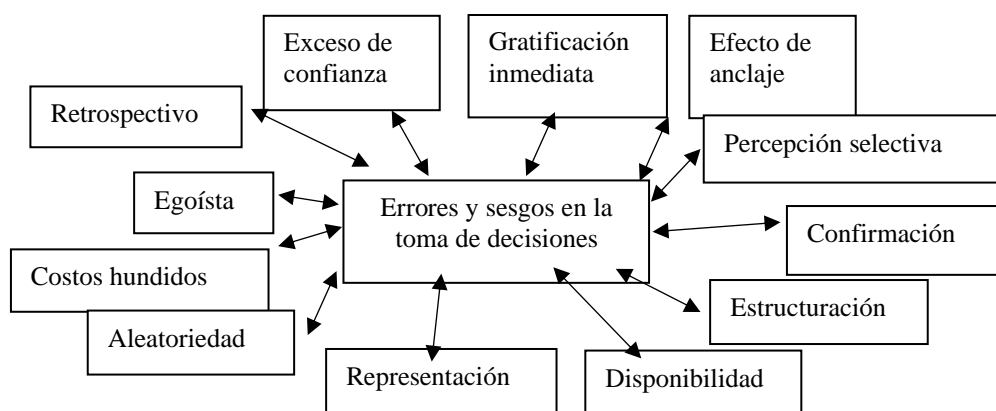 Exceso de
confianza
Gratificación
inmediata
Efecto de
anclaje
Retrospectivo
Percepción selectiva
Egoísta
Errores y sesgos en la
toma de decisiones
Confirmación
Costos hundidos
Estructuración
Aleatoriedad
Representación
Disponibilidad